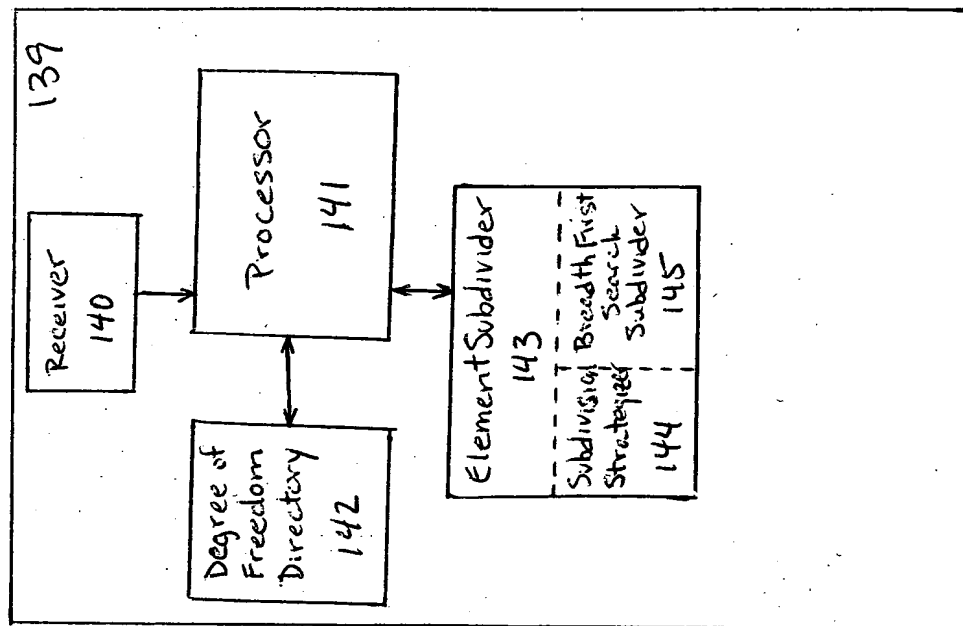 139
Receiver
140
Processor
141
Degree of
Freedom
Directory
142
Element Subdivider
143
Subdivision
Strategizer
144
Breadth First
Search
Subdivider
145